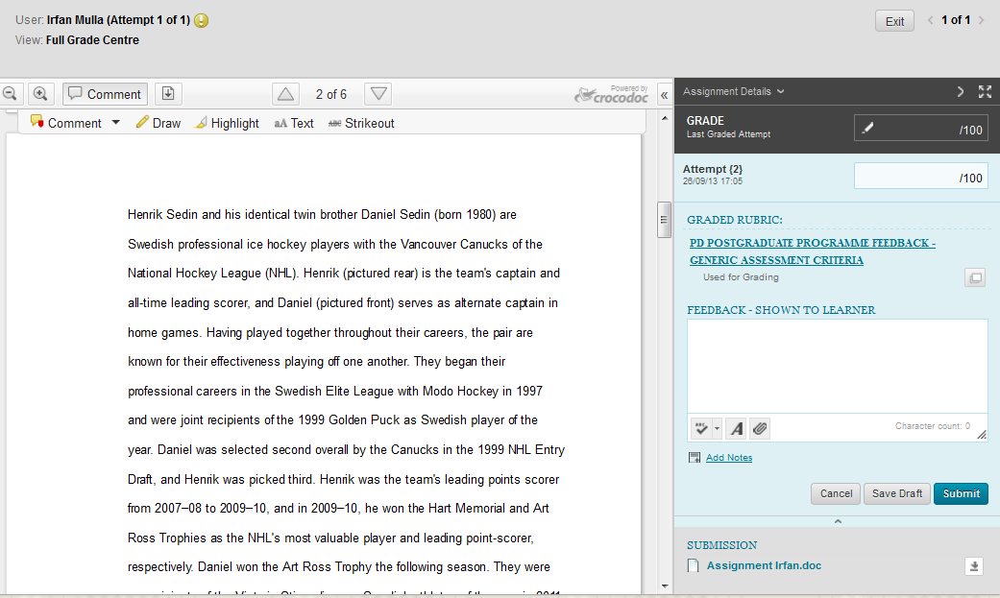 User: Irfan Mulla (Attempt 1 of 1)
View: Full Grade Centre
Exit
1 of 1
Comment
2 of 6
Powered by
crocodoc
Comment Draw Highlight aA Text ABC Strikeout
Henrik Sedin and his identical twin brother Daniel Sedin (born 1980) are
Swedish professional ice hockey players with the Vancouver Canucks of the
National Hockey League (NHL). Henrik (pictured rear) is the team's captain and
all-time leading scorer, and Daniel (pictured front) serves as alternate captain in
home games. Having played together throughout their careers, the pair are
known for their effectiveness playing off one another. They began their
professional careers in the Swedish Elite League with Modo Hockey in 1997
and were joint recipients of the 1999 Golden Puck as Swedish player of the
year. Daniel was selected second overall by the Canucks in the 1999 NHL Entry
Draft, and Henrik was picked third. Henrik was the team's leading points scorer
from 2007–08 to 2009–10, and in 2009–10, he won the Hart Memorial and Art
Ross Trophies as the NHL's most valuable player and leading point-scorer,
respectively. Daniel won the Art Ross Trophy the following season. They were
Assignment Details
GRADE
Last Graded Attempt
/100
Attempt {2}
26/09/13 17:05
/100
GRADED RUBRIC:
PD POSTGRADUATE PROGRAMME FEEDBACK -
GENERIC ASSESSMENT CRITERIA
Used for Grading
FEEDBACK - SHOWN TO LEARNER
ABC
A
Character count: 0
Add Notes
Cancel
Save Draft
Submit
SUBMISSION
Assignment Irfan.doc